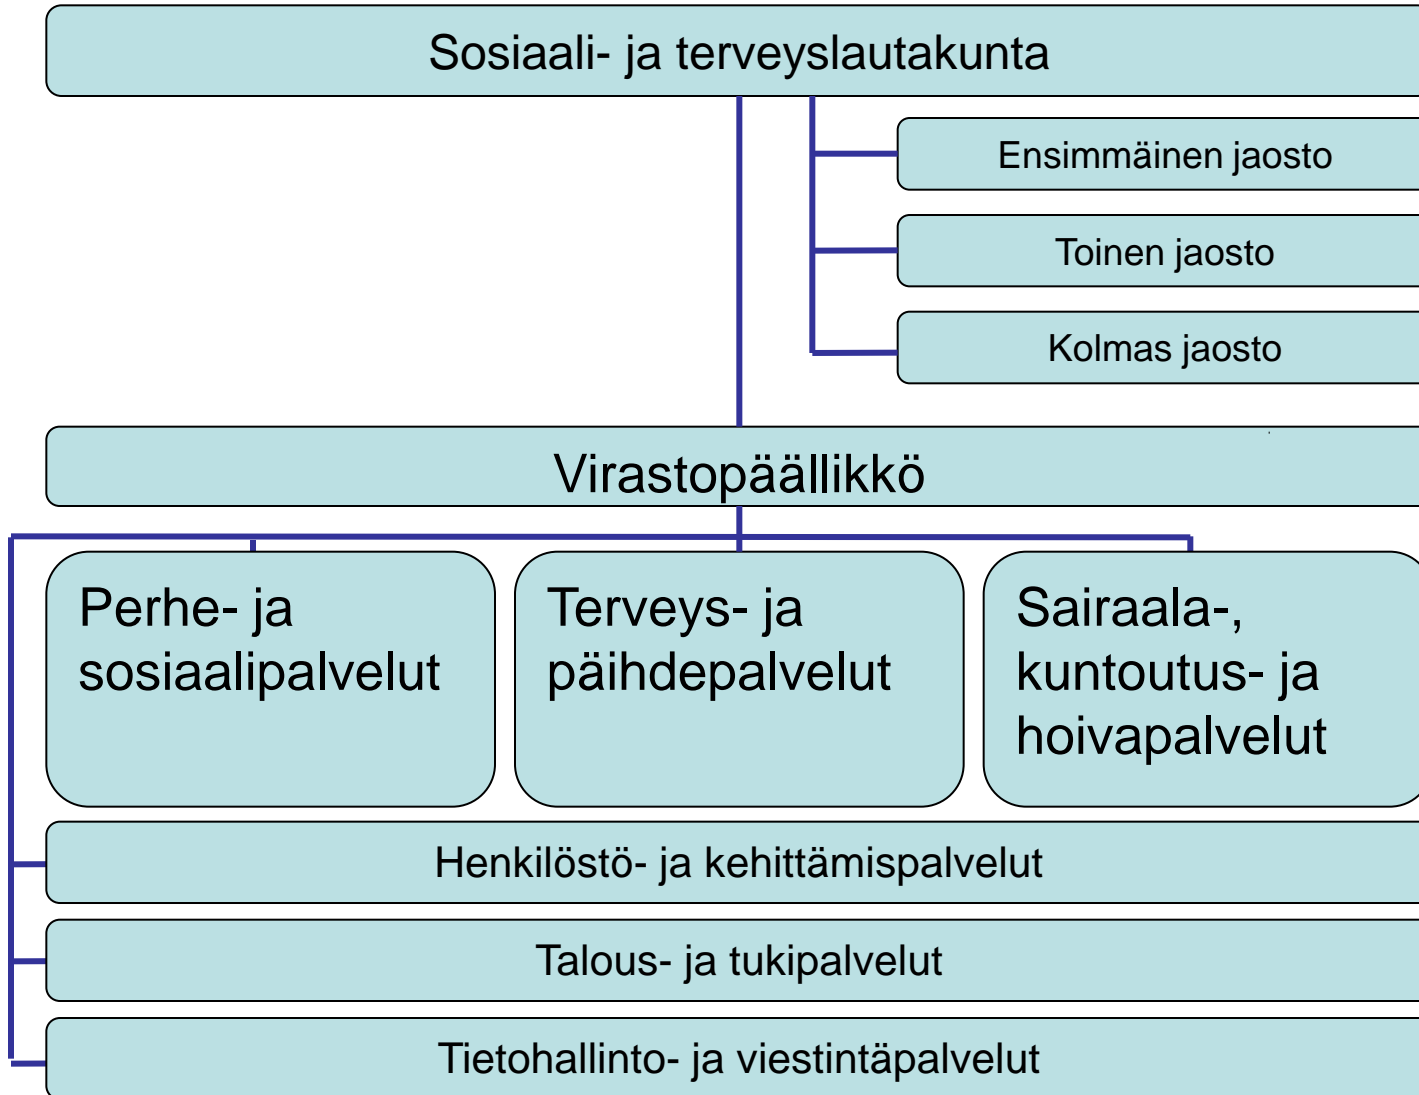 Sosiaali- ja terveyslautakunta
Ensimmäinen jaosto
Toinen jaosto
Kolmas jaosto
Virastopäällikkö
Perhe- ja
sosiaalipalvelut
Terveys- ja
päihdepalvelut
Sairaala-,
kuntoutus- ja
hoivapalvelut
Henkilöstö- ja kehittämispalvelut
Talous- ja tukipalvelut
Tietohallinto- ja viestintäpalvelut